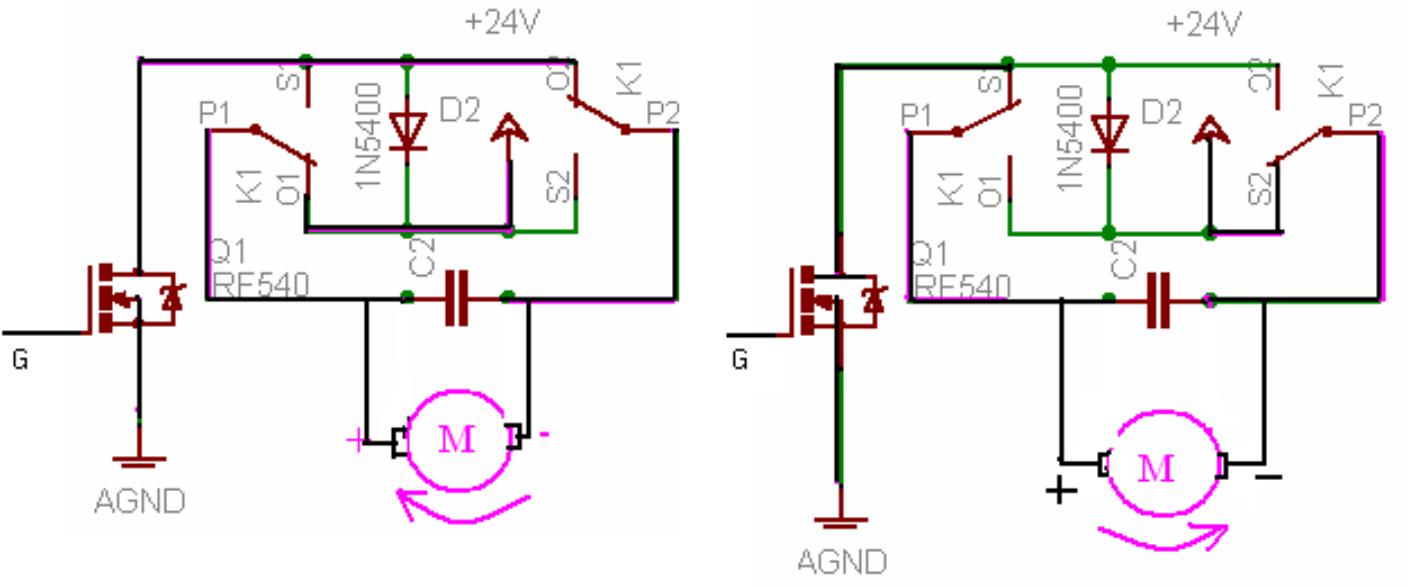 +24V
S1
O2
K1
P1
1N5400
D2
P2
K1
O1
S2
Q1
C2
RF540
G
+
M
-
AGND
+24V
S1
O2
K1
P1
1N5400
D2
P2
K1
O1
S2
Q1
C2
RF540
G
M
+
−
AGND